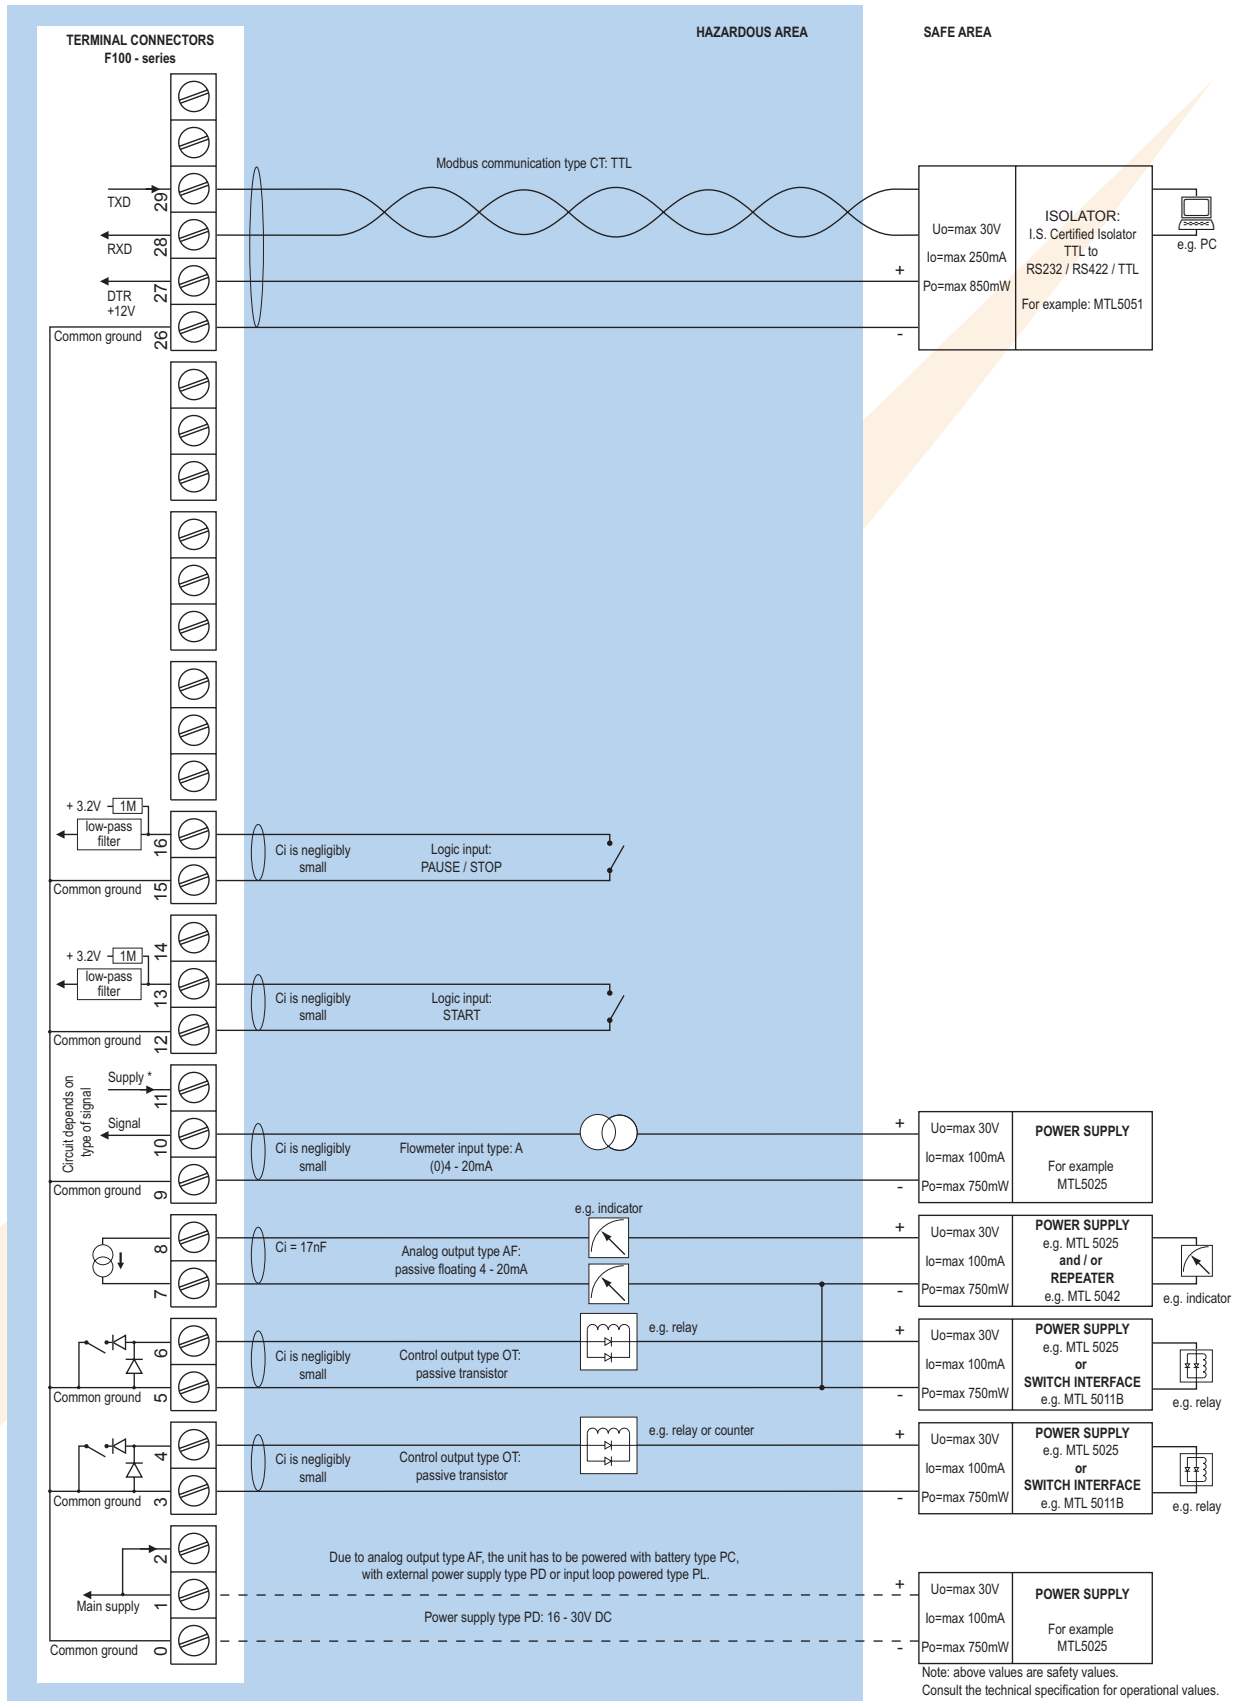 HAZARDOUS AREA
SAFE AREA
TERMINAL CONNECTORS
F100 - series
Modbus communication type CT: TTL
TXD
29
RXD
28
DTR
+12V
27
Common ground
26
+
-
Uo=max 30V
Io=max 250mA
Po=max 850mW
ISOLATOR:
I.S. Certified Isolator
TTL to
RS232 / RS422 / TTL
For example: MTL5051
e.g. PC
+ 3.2V
1M
low-pass
filter
16
Common ground
15
Ci is negligibly
small
Logic input:
PAUSE / STOP
14
+ 3.2V
1M
low-pass
filter
13
Common ground
12
Ci is negligibly
small
Logic input:
START
Circuit depends on
type of signal
Supply *
11
Signal
10
Common ground
9
Ci is negligibly
small
Flowmeter input type: A
(0)4 - 20mA
+
-
Uo=max 30V
Io=max 100mA
Po=max 750mW
POWER SUPPLY
For example
MTL5025
8
7
Ci = 17nF
Analog output type AF:
passive floating 4 - 20mA
e.g. indicator
+
-
Uo=max 30V
Io=max 100mA
Po=max 750mW
POWER SUPPLY
e.g. MTL 5025
and / or
REPEATER
e.g. MTL 5042
e.g. indicator
6
Common ground
5
Ci is negligibly
small
Control output type OT:
passive transistor
e.g. relay
+
-
Uo=max 30V
Io=max 100mA
Po=max 750mW
POWER SUPPLY
e.g. MTL 5025
or
SWITCH INTERFACE
e.g. MTL 5011B
e.g. relay
4
Common ground
3
Ci is negligibly
small
Control output type OT:
passive transistor
e.g. relay or counter
+
-
Uo=max 30V
Io=max 100mA
Po=max 750mW
POWER SUPPLY
e.g. MTL 5025
or
SWITCH INTERFACE
e.g. MTL 5011B
e.g. relay
2
Main supply
1
Common ground
0
Due to analog output type AF, the unit has to be powered with battery type PC,
with external power supply type PD or input loop powered type PL.
Power supply type PD: 16 - 30V DC
+
-
Uo=max 30V
Io=max 100mA
Po=max 750mW
POWER SUPPLY
For example
MTL5025
Note: above values are safety values.
Consult the technical specification for operational values.